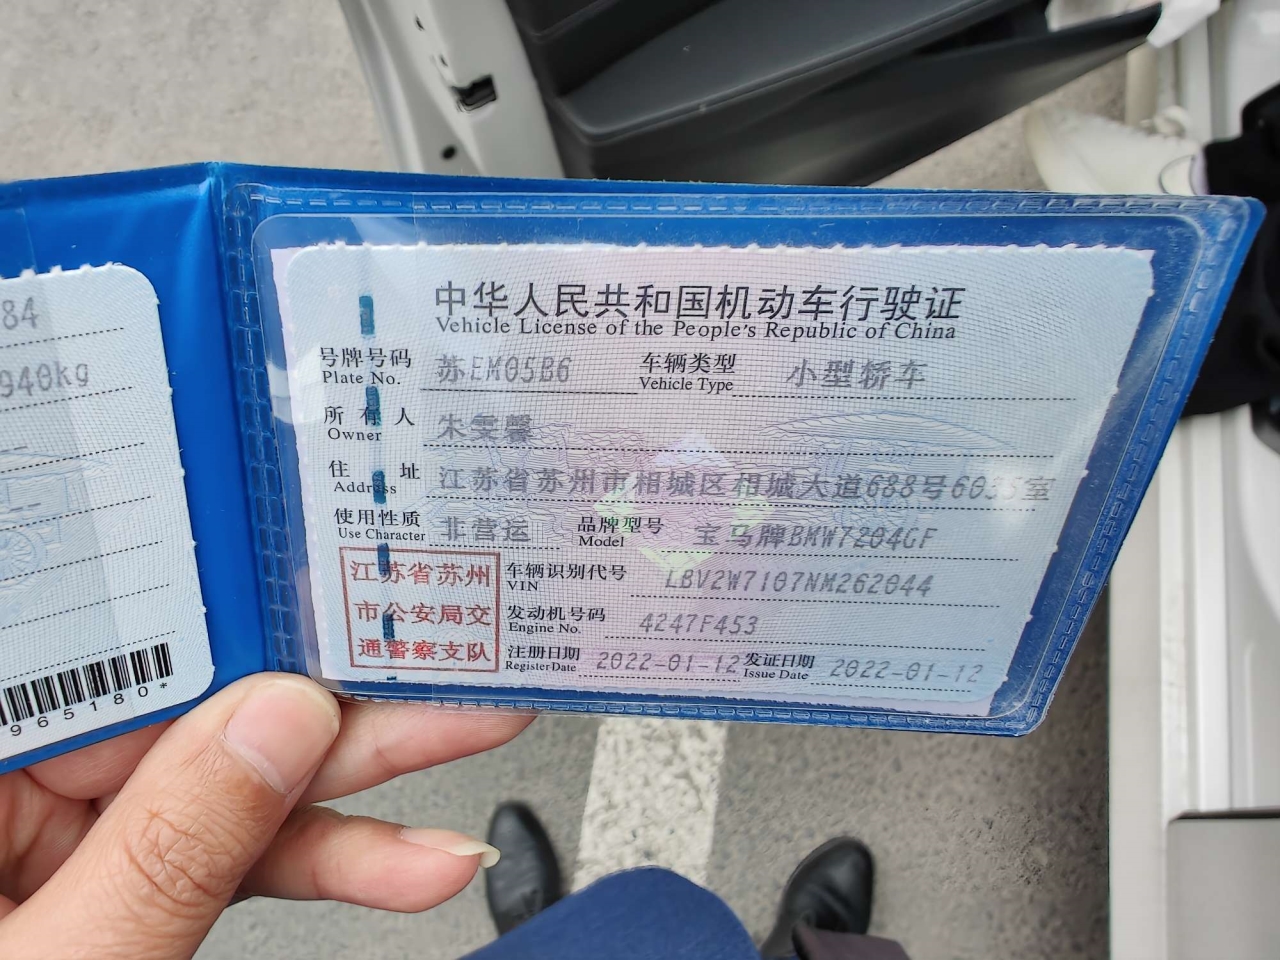 84
940kg
965180*
中华人民共和国机动车行驶证
Vehicle License of the People's Republic of China
号牌号码 苏EM05B6 车辆类型 小型轿车
Plate No. Vehicle Type
所有人 朱雯馨
Owner
住址 江苏省苏州市相城区相城大道688号6035室
Address
使用性质 非营运 品牌型号 宝马牌BMW7204GF
Use Character Model
江苏省苏州
市公安局交
通警察支队
车辆识别代号 LBV2W7107NM262044
VIN
发动机号码 4247F453
Engine No.
注册日期 2022-01-12 发证日期 2022-01-12
Register Date Issue Date